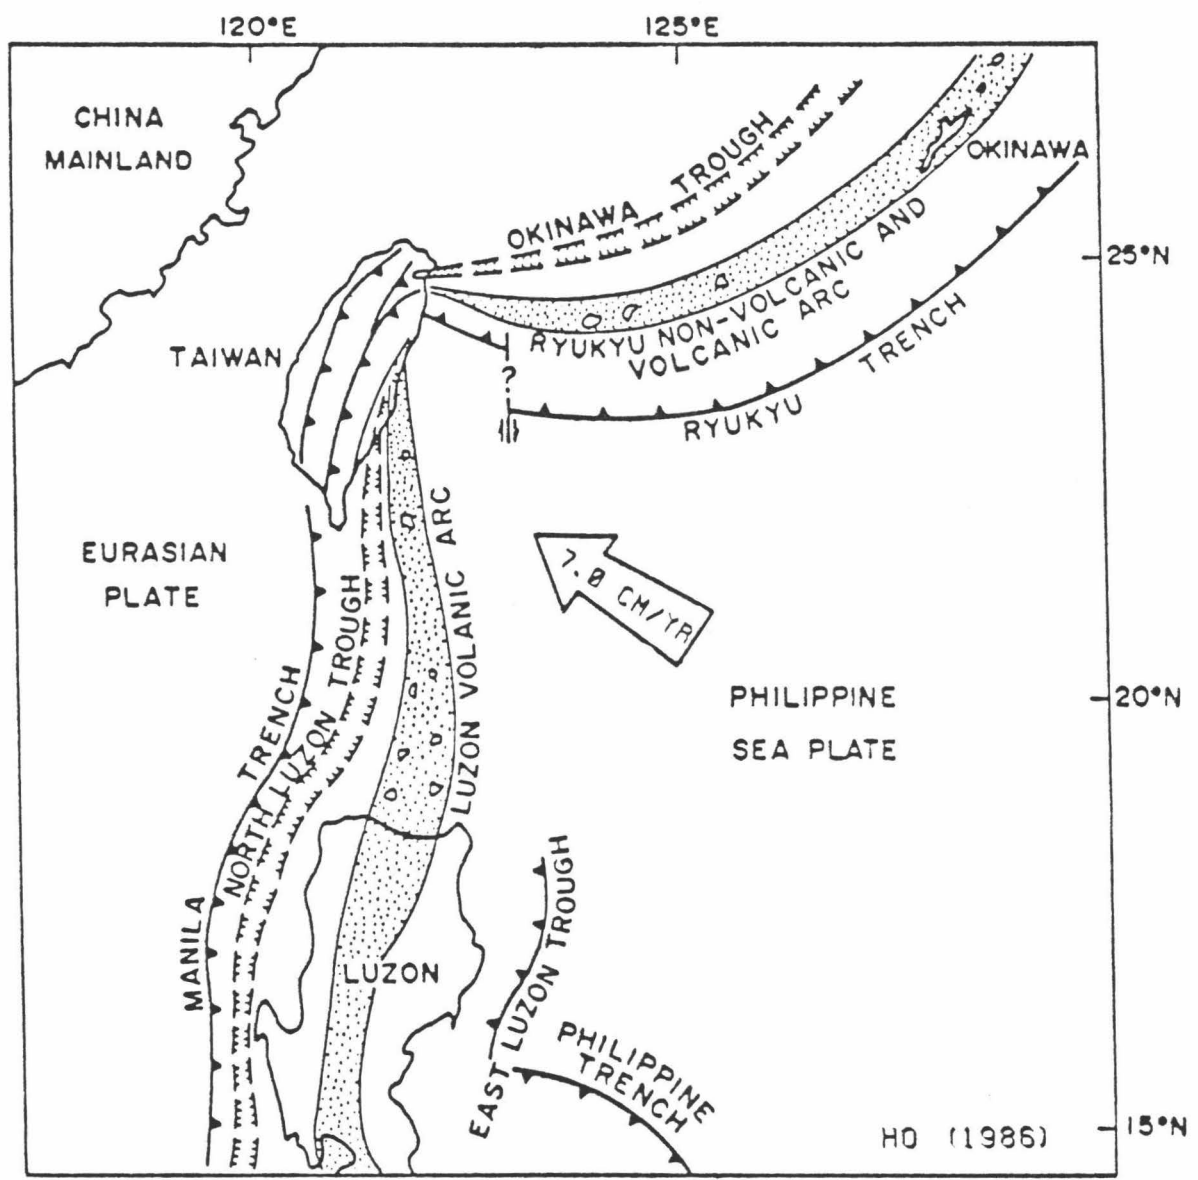 120°E
125°E
CHINA
MAINLAND
OKINAWA TROUGH
OKINAWA
25°N
RYUKYU NON-VOLCANIC AND
VOLCANIC ARC
TAIWAN
?
RYUKYU TRENCH
EURASIAN
PLATE
7.0 CM/YR
LUZON VOLANIC ARC
NORTH LUZON TROUGH
MANILA TRENCH
PHILIPPINE
SEA PLATE
20°N
LUZON
EAST LUZON TROUGH
PHILIPPINE
TRENCH
HO (1986)
15°N